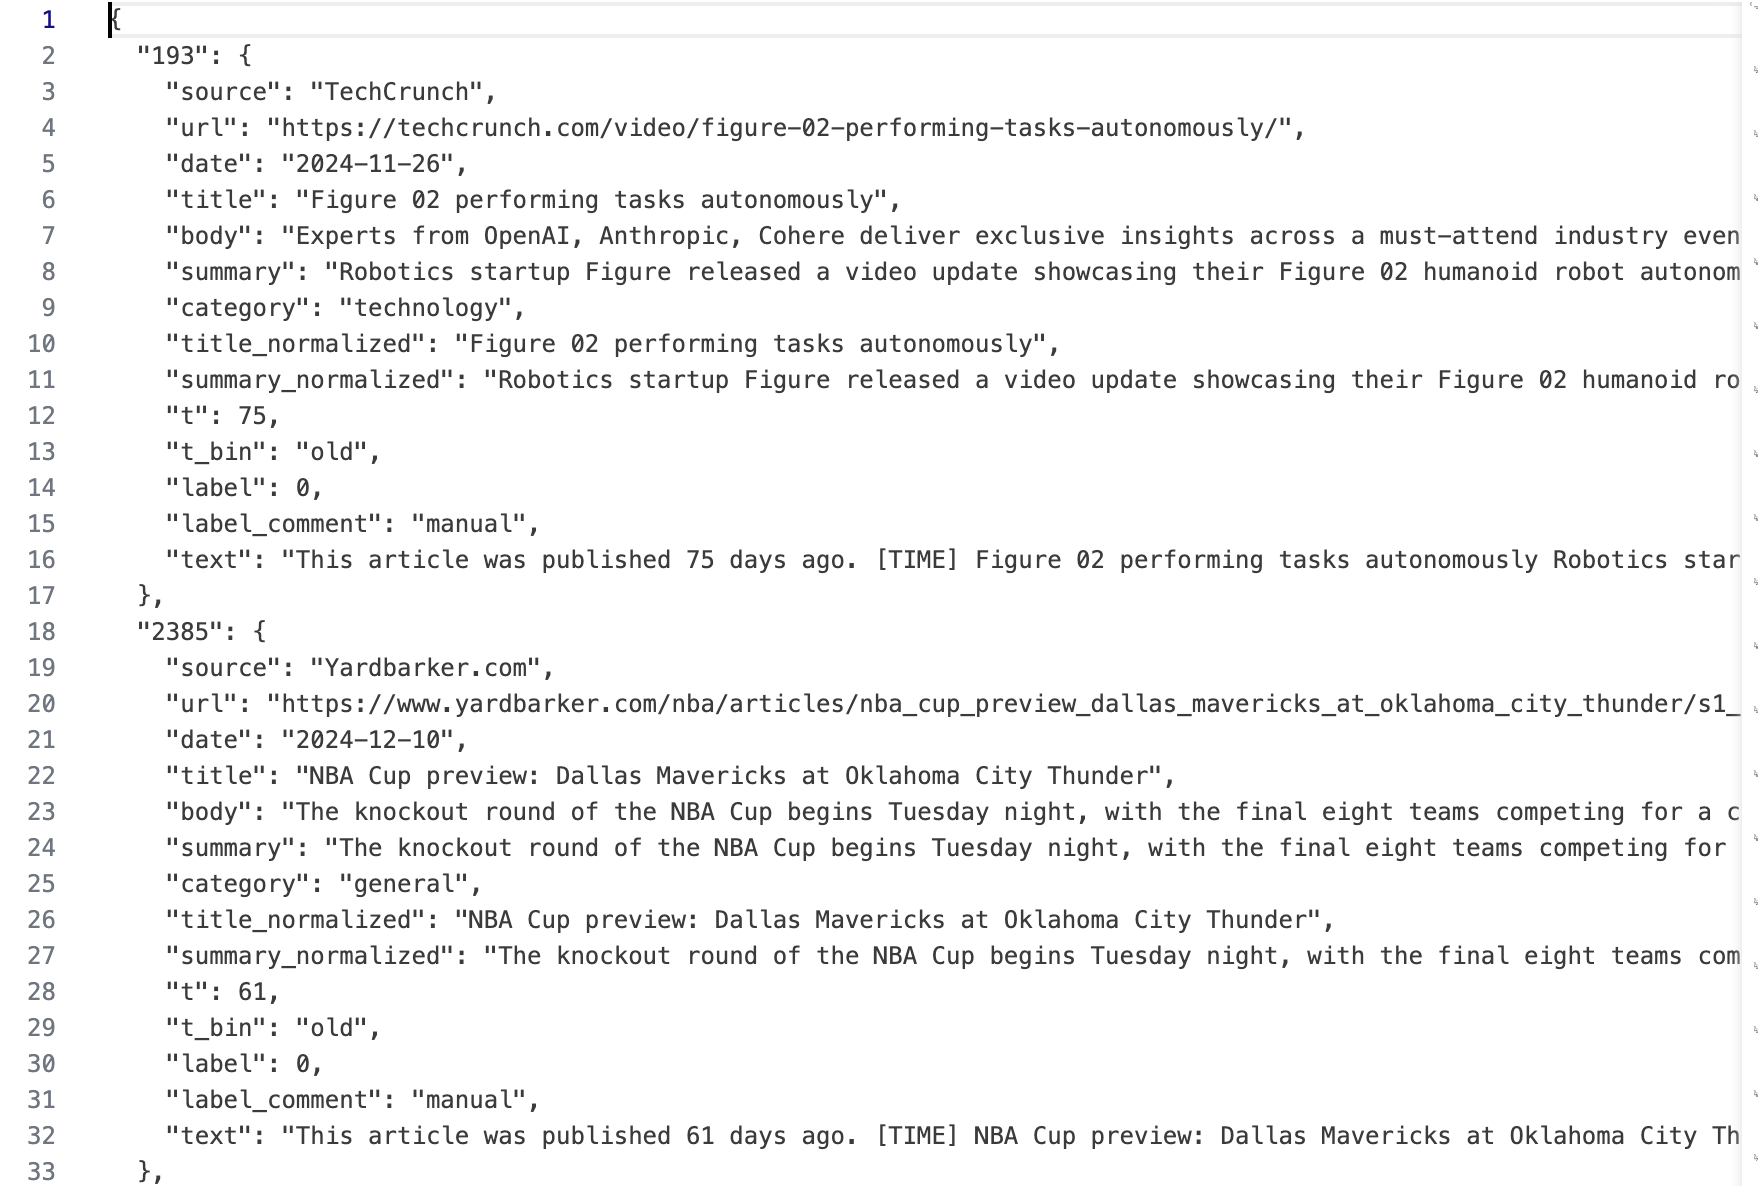 1 {
2 "193": {
3 "source": "TechCrunch",
4 "url": "https://techcrunch.com/video/figure-02-performing-tasks-autonomously/",
5 "date": "2024-11-26",
6 "title": "Figure 02 performing tasks autonomously",
7 "body": "Experts from OpenAI, Anthropic, Cohere deliver exclusive insights across a must-attend industry even
8 "summary": "Robotics startup Figure released a video update showcasing their Figure 02 humanoid robot autonom
9 "category": "technology",
10 "title_normalized": "Figure 02 performing tasks autonomously",
11 "summary_normalized": "Robotics startup Figure released a video update showcasing their Figure 02 humanoid ro
12 "t": 75,
13 "t_bin": "old",
14 "label": 0,
15 "label_comment": "manual",
16 "text": "This article was published 75 days ago. [TIME] Figure 02 performing tasks autonomously Robotics star
17 },
18 "2385": {
19 "source": "Yardbarker.com",
20 "url": "https://www.yardbarker.com/nba/articles/nba_cup_preview_dallas_mavericks_at_oklahoma_city_thunder/s1_
21 "date": "2024-12-10",
22 "title": "NBA Cup preview: Dallas Mavericks at Oklahoma City Thunder",
23 "body": "The knockout round of the NBA Cup begins Tuesday night, with the final eight teams competing for a c
24 "summary": "The knockout round of the NBA Cup begins Tuesday night, with the final eight teams competing for
25 "category": "general",
26 "title_normalized": "NBA Cup preview: Dallas Mavericks at Oklahoma City Thunder",
27 "summary_normalized": "The knockout round of the NBA Cup begins Tuesday night, with the final eight teams com
28 "t": 61,
29 "t_bin": "old",
30 "label": 0,
31 "label_comment": "manual",
32 "text": "This article was published 61 days ago. [TIME] NBA Cup preview: Dallas Mavericks at Oklahoma City Th
33 },